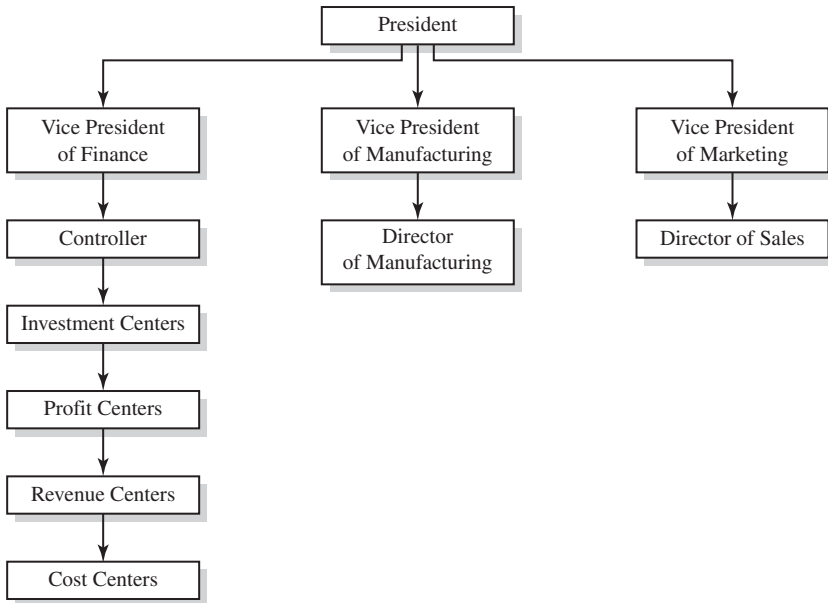 President
Vice President
of Finance
Vice President
of Manufacturing
Vice President
of Marketing
Controller
Director
of Manufacturing
Director of Sales
Investment Centers
Profit Centers
Revenue Centers
Cost Centers